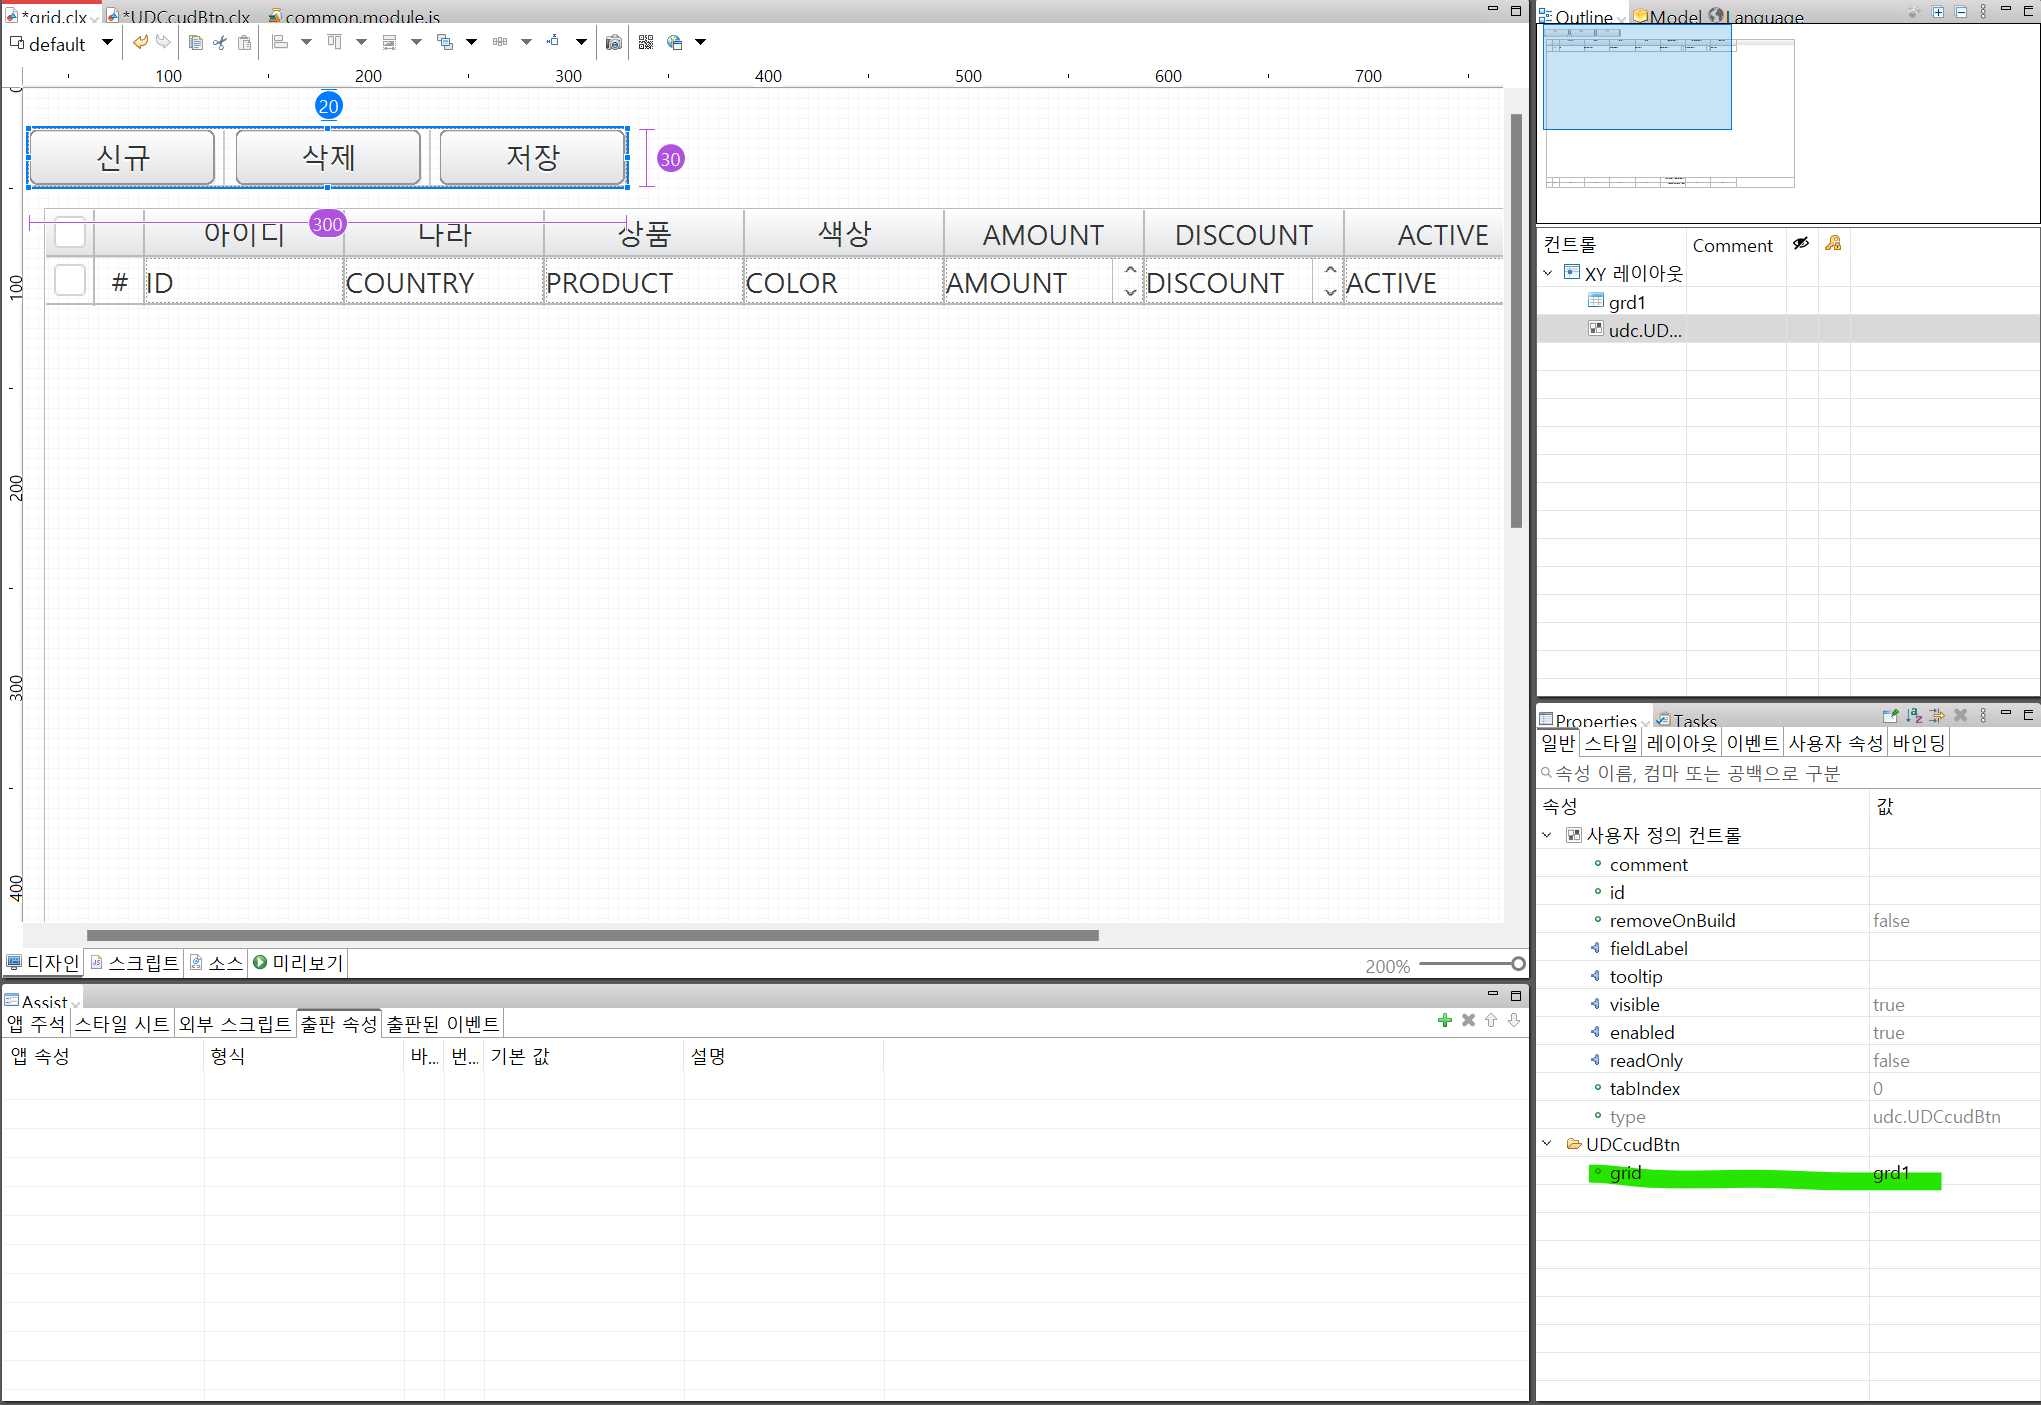 *grid.clx *UDCcudBtn.clx common.module.js
default
100 200 300 400 500 600 700
0
20
신규 삭제 저장
30
300
아이디 나라 상품 색상 AMOUNT DISCOUNT ACTIVE
# ID COUNTRY PRODUCT COLOR AMOUNT DISCOUNT ACTIVE
100
200
300
400
디자인 스크립트 소스 미리보기
200%
Assist
앱 주석 스타일 시트 외부 스크립트 출판 속성 출판된 이벤트
앱 속성 형식 바... 번... 기본 값 설명
Outline Model Language
컨트롤 Comment
XY 레이아웃
grd1
udc.UD...
Properties Tasks
일반 스타일 레이아웃 이벤트 사용자 속성 바인딩
속성 이름, 컴마 또는 공백으로 구분
속성 값
사용자 정의 컨트롤
comment
id
removeOnBuild false
fieldLabel
tooltip
visible true
enabled true
readOnly false
tabIndex 0
type udc.UDCcudBtn
UDCcudBtn
grid grd1